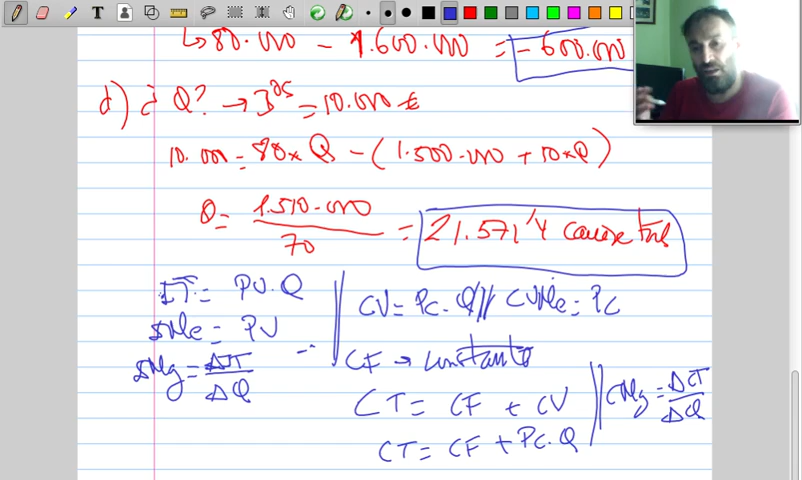 T
↳ 80.000 - 1.600.000 = -600.000
d) ¿Q? → = 10.000 €
10.000 = 80 x Q - (1.500.000 + 10 x Q)
Q = 1.510.000 / 70 = 21.571'4
IT = PV.Q // CV = Pc.Q // CVMe = Pc
IMe = PV
IMg = ΔIT / ΔQ
CF → constante
CT = CF + CV // CMg = ΔCT / ΔQ
CT = CF + Pc.Q